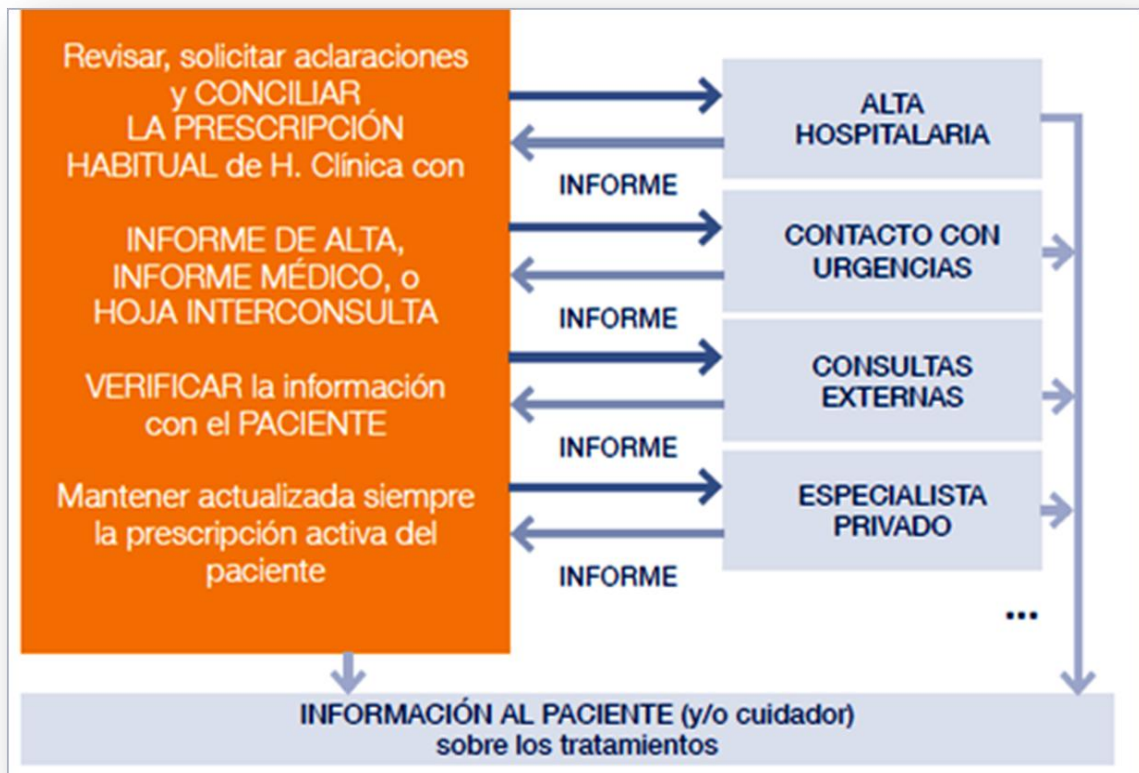 Revisar, solicitar aclaraciones
y CONCILIAR
LA PRESCRIPCIÓN
HABITUAL de H. Clínica con
INFORME DE ALTA,
INFORME MÉDICO, o
HOJA INTERCONSULTA
VERIFICAR la información
con el PACIENTE
Mantener actualizada siempre
la prescripción activa del
paciente
INFORME
INFORME
INFORME
INFORME
ALTA
HOSPITALARIA
CONTACTO CON
URGENCIAS
CONSULTAS
EXTERNAS
ESPECIALISTA
PRIVADO
...
INFORMACIÓN AL PACIENTE (y/o cuidador)
sobre los tratamientos